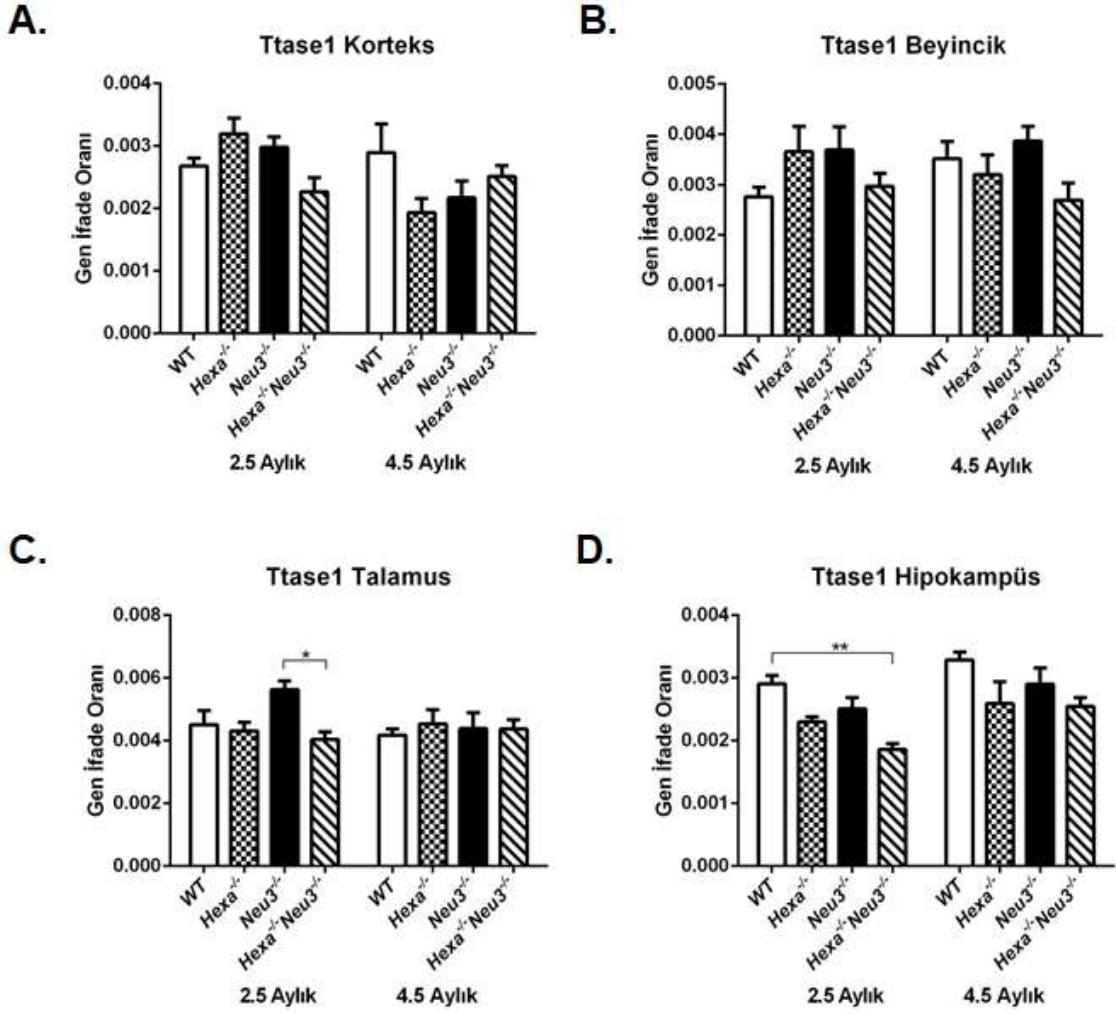 A.
Ttase1 Korteks
Gen İfade Oranı
0.004
0.003
0.002
0.001
0.000
WT
Hexa-/-
Neu3-/-
Hexa-/-Neu3-/-
WT
Hexa-/-
Neu3-/-
Hexa-/-Neu3-/-
2.5 Aylık
4.5 Aylık
B.
Ttase1 Beyincik
Gen İfade Oranı
0.005
0.004
0.003
0.002
0.001
0.000
WT
Hexa-/-
Neu3-/-
Hexa-/-Neu3-/-
WT
Hexa-/-
Neu3-/-
Hexa-/-Neu3-/-
2.5 Aylık
4.5 Aylık
C.
Ttase1 Talamus
Gen İfade Oranı
0.008
0.006
0.004
0.002
0.000
*
WT
Hexa-/-
Neu3-/-
Hexa-/-Neu3-/-
WT
Hexa-/-
Neu3-/-
Hexa-/-Neu3-/-
2.5 Aylık
4.5 Aylık
D.
Ttase1 Hipokampüs
Gen İfade Oranı
0.004
0.003
0.002
0.001
0.000
**
WT
Hexa-/-
Neu3-/-
Hexa-/-Neu3-/-
WT
Hexa-/-
Neu3-/-
Hexa-/-Neu3-/-
2.5 Aylık
4.5 Aylık